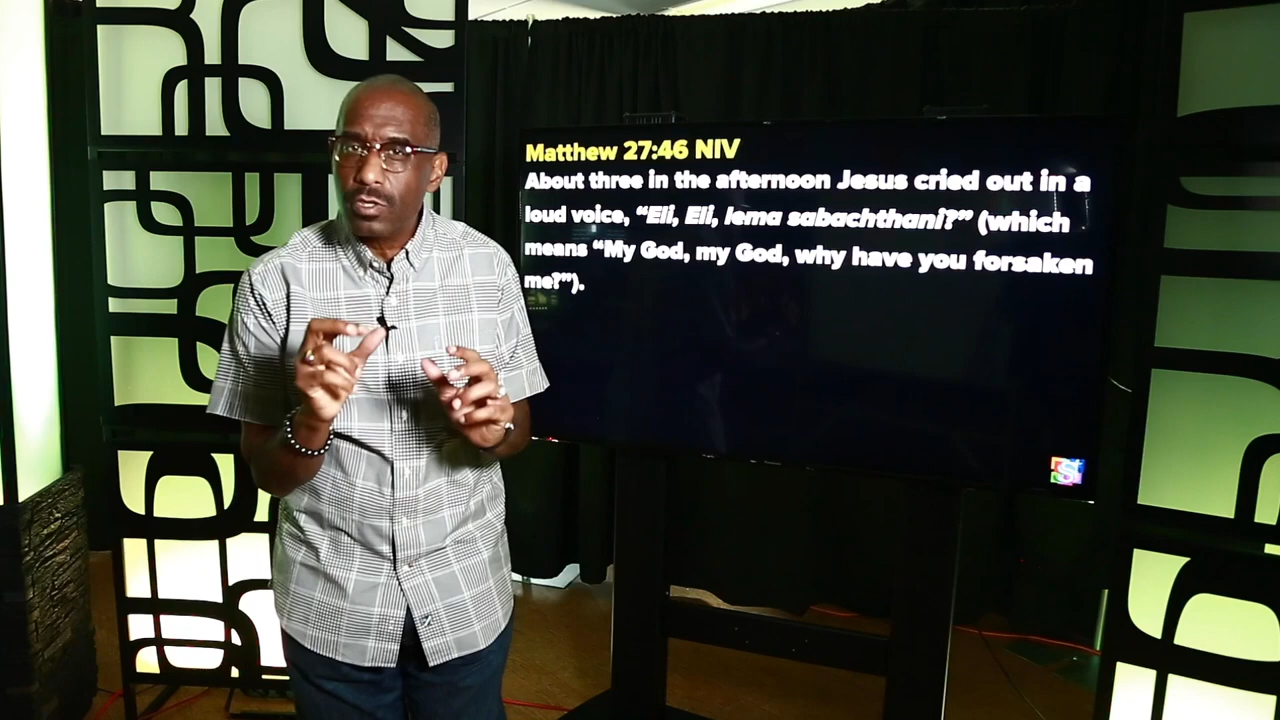 Matthew 27:46 NIV
About three in the afternoon Jesus cried out in a
loud voice, “Eli, Eli, lema sabachthani?” (which
means “My God, my God, why have you forsaken
me?”).